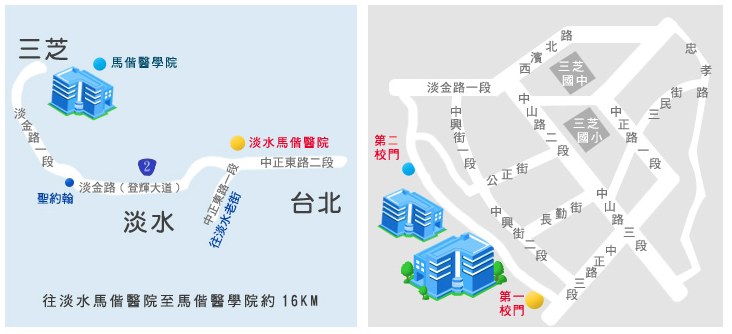 三芝
馬偕醫學院
淡金路一段
淡水馬偕醫院
2
中正東路二段
聖約翰
淡金路（登輝大道）
中正東路一段
往淡水老街
台北
淡水
往淡水馬偕醫院至馬偕醫學院約16KM
西濱北路
忠孝路
三芝
國中
淡金路一段
中興街一段
中山路二段
三芝
國小
中正路一段
三民街
第二
校門
公正街
中興街二段
長勤街
中山路三段
中正路三段
第一
校門